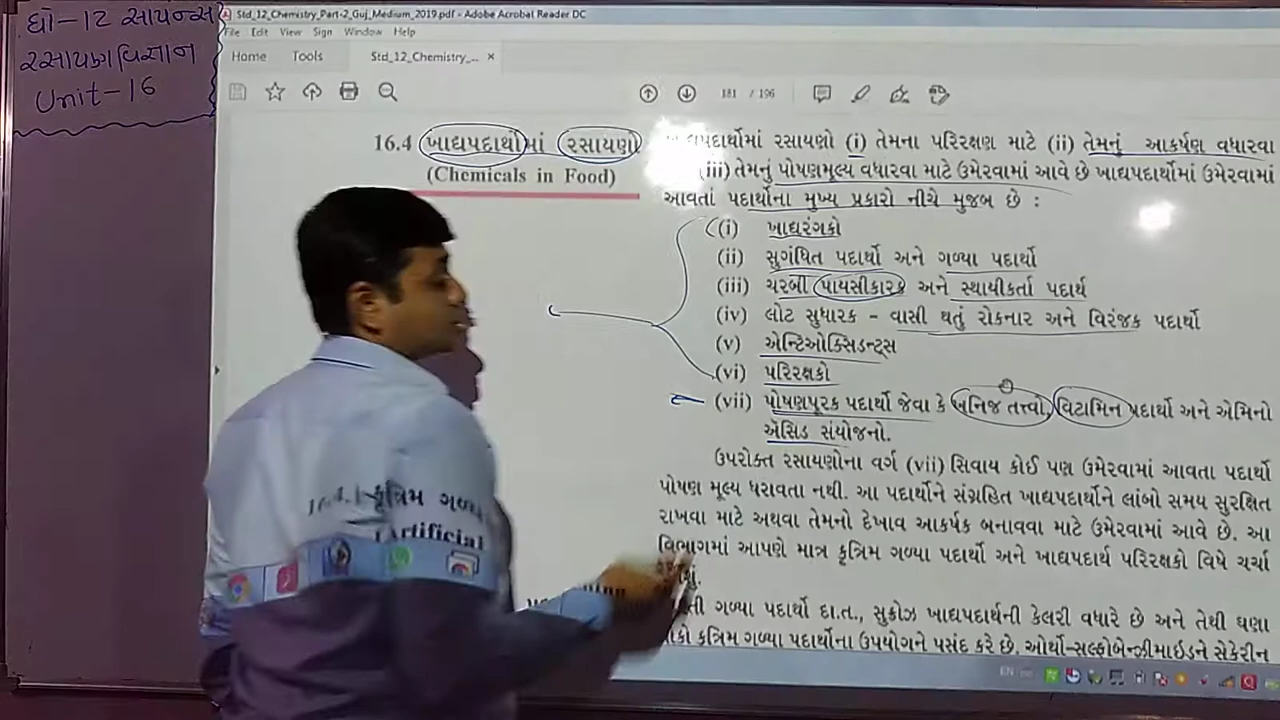 ધો-12 સાયન્સ
રસાયણવિજ્ઞાન
Unit-16
Std_12_Chemistry_Part-2_Guj_Medium_2019.pdf - Adobe Acrobat Reader DC
File Edit View Sign Window Help
Home Tools Std_12_Chemistry_... ×
181 / 196
16.4 ખાદ્યપદાર્થોમાં રસાયણો
(Chemicals in Food)
ખાદ્યપદાર્થોમાં રસાયણો (i) તેમના પરિરક્ષણ માટે (ii) તેમનું આકર્ષણ વધારવા
(iii) તેમનું પોષણમૂલ્ય વધારવા માટે ઉમેરવામાં આવે છે ખાદ્યપદાર્થોમાં ઉમેરવામાં
આવતાં પદાર્થોના મુખ્ય પ્રકારો નીચે મુજબ છે :
(i) ખાદ્યરંગકો
(ii) સુગંધિત પદાર્થો અને ગળ્યા પદાર્થો
(iii) ચરબી પાયસીકારક અને સ્થાયીકર્તા પદાર્થ
(iv) લોટ સુધારક - વાસી થતું રોકનાર અને વિરંજક પદાર્થો
(v) એન્ટિઓક્સિડન્ટ્સ
(vi) પરિરક્ષકો
(vii) પોષણપૂરક પદાર્થો જેવા કે ખનિજ તત્ત્વો, વિટામિન પ્રદાર્થો અને એમિનો
ઍસિડ સંયોજનો.
ઉપરોક્ત રસાયણોના વર્ગ (vii) સિવાય કોઈ પણ ઉમેરવામાં આવતા પદાર્થો
પોષણ મૂલ્ય ધરાવતા નથી. આ પદાર્થોને સંગ્રહિત ખાદ્યપદાર્થોને લાંબો સમય સુરક્ષિત
રાખવા માટે અથવા તેમનો દેખાવ આકર્ષક બનાવવા માટે ઉમેરવામાં આવે છે. આ
વિભાગમાં આપણે માત્ર કૃત્રિમ ગળ્યા પદાર્થો અને ખાદ્યપદાર્થ પરિરક્ષકો વિષે ચર્ચા
16.4.1 કૃત્રિમ ગળ્યા
(Artificial
ગળ્યા પદાર્થો દા.ત., સુક્રોઝ ખાદ્યપદાર્થની કેલરી વધારે છે અને તેથી ઘણા
કૃત્રિમ ગળ્યા પદાર્થોના ઉપયોગને પસંદ કરે છે. ઓર્થો-સલ્ફોબેન્ઝીમાઇડને સેકેરીન
EN